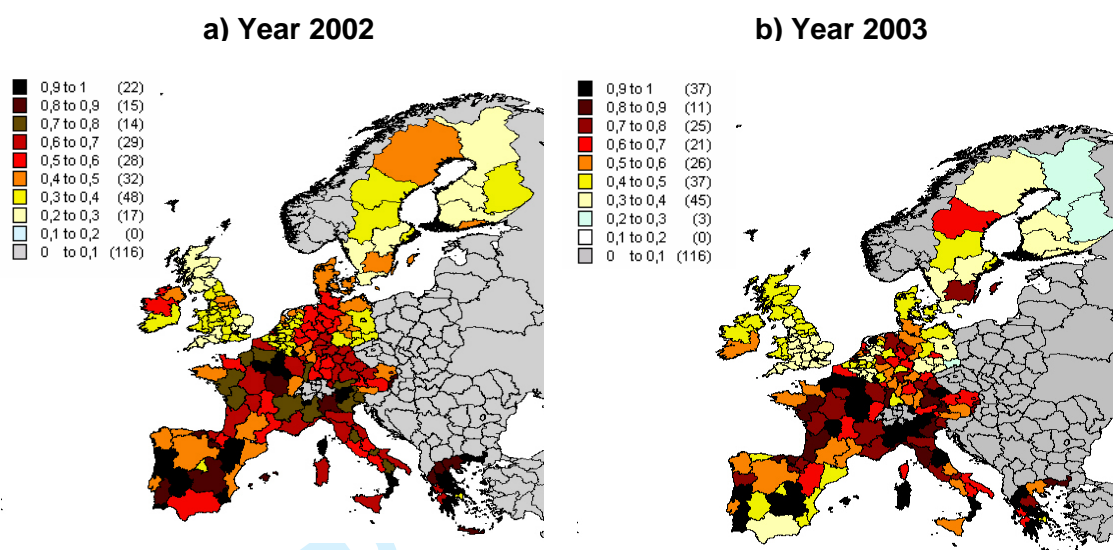 a) Year 2002
0,9 to 1 (22)
0,8 to 0,9 (15)
0,7 to 0,8 (14)
0,6 to 0,7 (29)
0,5 to 0,6 (28)
0,4 to 0,5 (32)
0,3 to 0,4 (48)
0,2 to 0,3 (17)
0,1 to 0,2 (0)
0 to 0,1 (116)
b) Year 2003
0,9 to 1 (37)
0,8 to 0,9 (11)
0,7 to 0,8 (25)
0,6 to 0,7 (21)
0,5 to 0,6 (26)
0,4 to 0,5 (37)
0,3 to 0,4 (45)
0,2 to 0,3 (3)
0,1 to 0,2 (0)
0 to 0,1 (116)